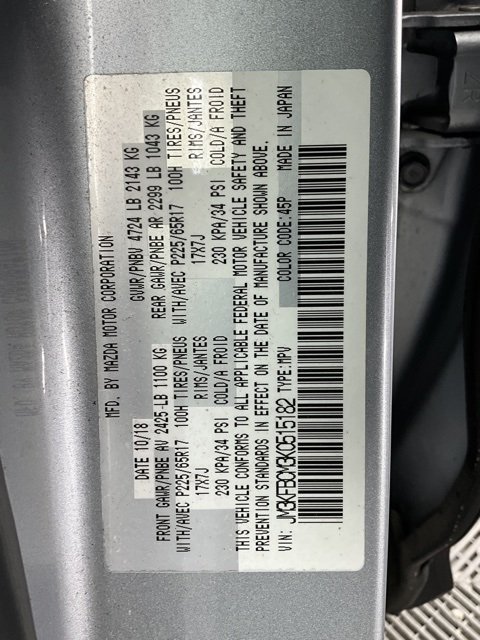 MFD. BY MAZDA MOTOR CORPORATION
DATE 10/18 GVWR/PNBV 4724 LB 2143 KG
FRONT GAWR/PNBE AV 2425-LB 1100 KG REAR GAWR/PNBE AR 2299 LB 1043 KG
WITH/AVEC P225/65R17 100H TIRES/PNEUS WITH/AVEC P225/65R17 100H TIRES/PNEUS
17X7J RIMS/JANTES 17X7J RIMS/JANTES
230 KPA/34 PSI COLD/A FROID 230 KPA/34 PSI COLD/A FROID
THIS VEHICLE CONFORMS TO ALL APPLICABLE FEDERAL MOTOR VEHICLE SAFETY AND THEFT
PREVENTION STANDARDS IN EFFECT ON THE DATE OF MANUFACTURE SHOWN ABOVE.
VIN: JM3KFBCM3K0515182 TYPE:MPV COLOR CODE:45P MADE IN JAPAN